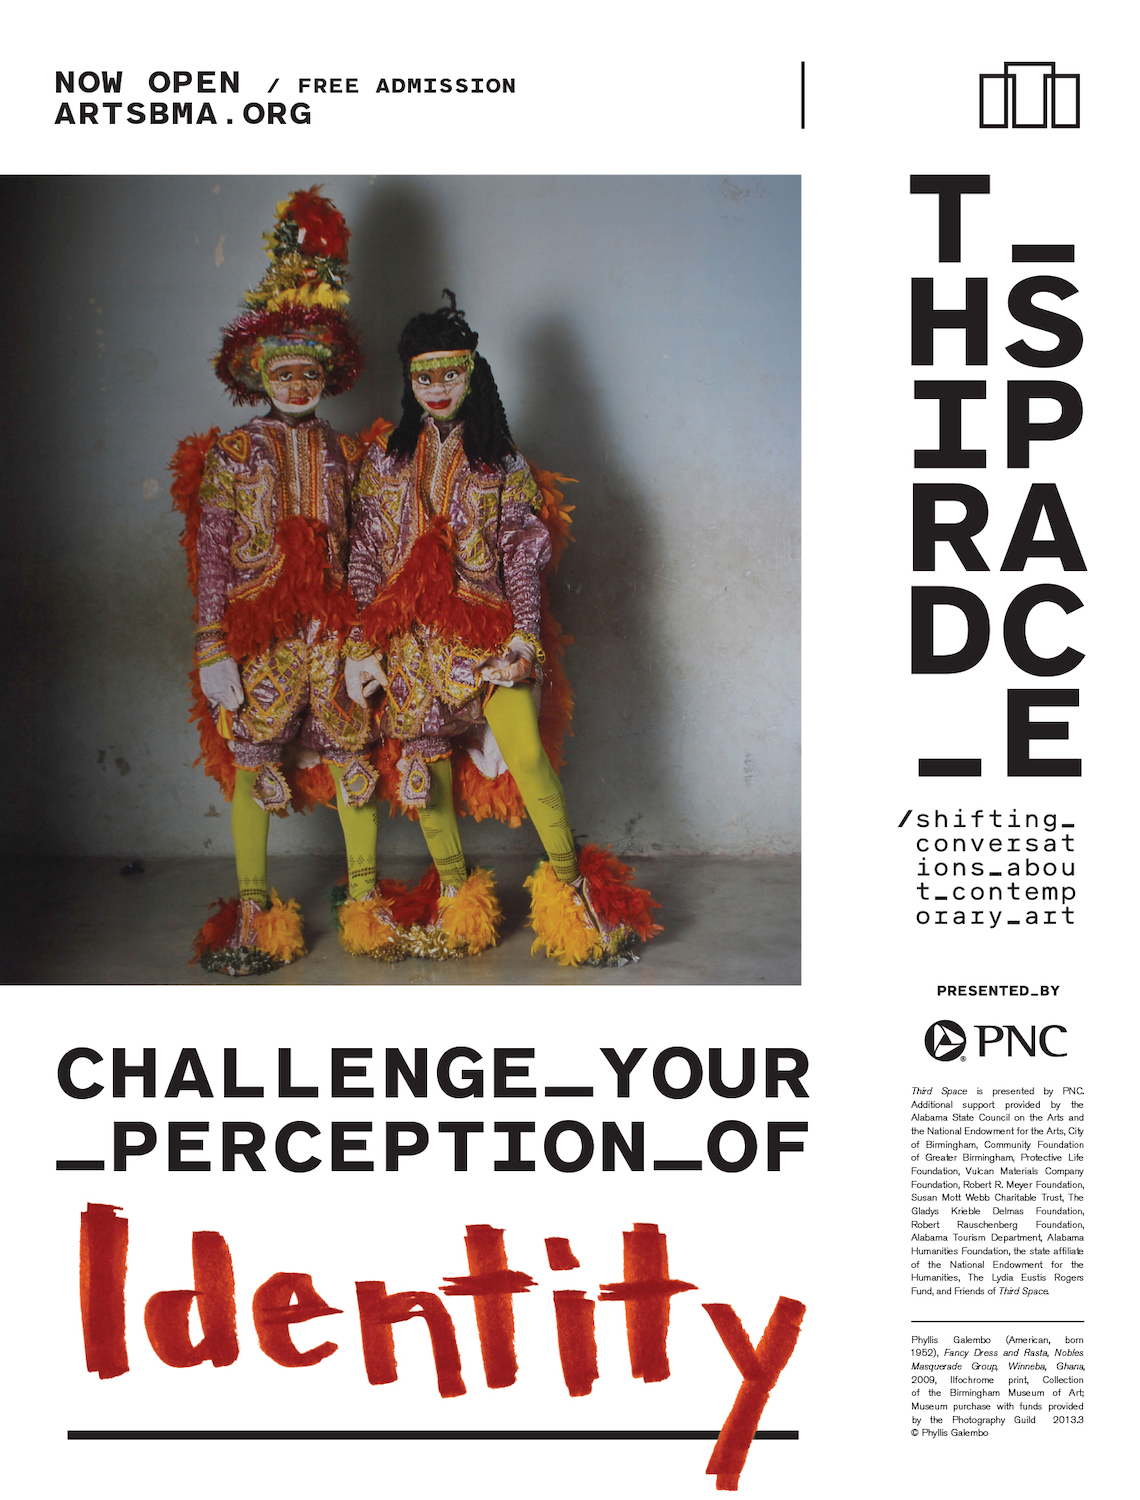 NOW OPEN / FREE ADMISSION
ARTSBMA.ORG
THIRD_
_SPACE
/shifting_
conversat
ions_abou
t_contemp
orary_art
PRESENTED_BY
PNC
Third Space is presented by PNC.
Additional support provided by the
Alabama State Council on the Arts and
the National Endowment for the Arts, City
of Birmingham, Community Foundation
of Greater Birmingham, Protective Life
Foundation, Vulcan Materials Company
Foundation, Robert R. Meyer Foundation,
Susan Mott Webb Charitable Trust, The
Gladys Krieble Delmas Foundation,
Robert Rauschenberg Foundation,
Alabama Tourism Department, Alabama
Humanities Foundation, the state affiliate
of the National Endowment for the
Humanities, The Lydia Eustis Rogers
Fund, and Friends of Third Space.
Phyllis Galembo (American, born
1952), Fancy Dress and Rasta, Nobles
Masquerade Group, Winneba, Ghana,
2009, Ilfochrome print, Collection
of the Birmingham Museum of Art;
Museum purchase with funds provided
by the Photography Guild 2013.3
© Phyllis Galembo
CHALLENGE_YOUR
_PERCEPTION_OF
Identity